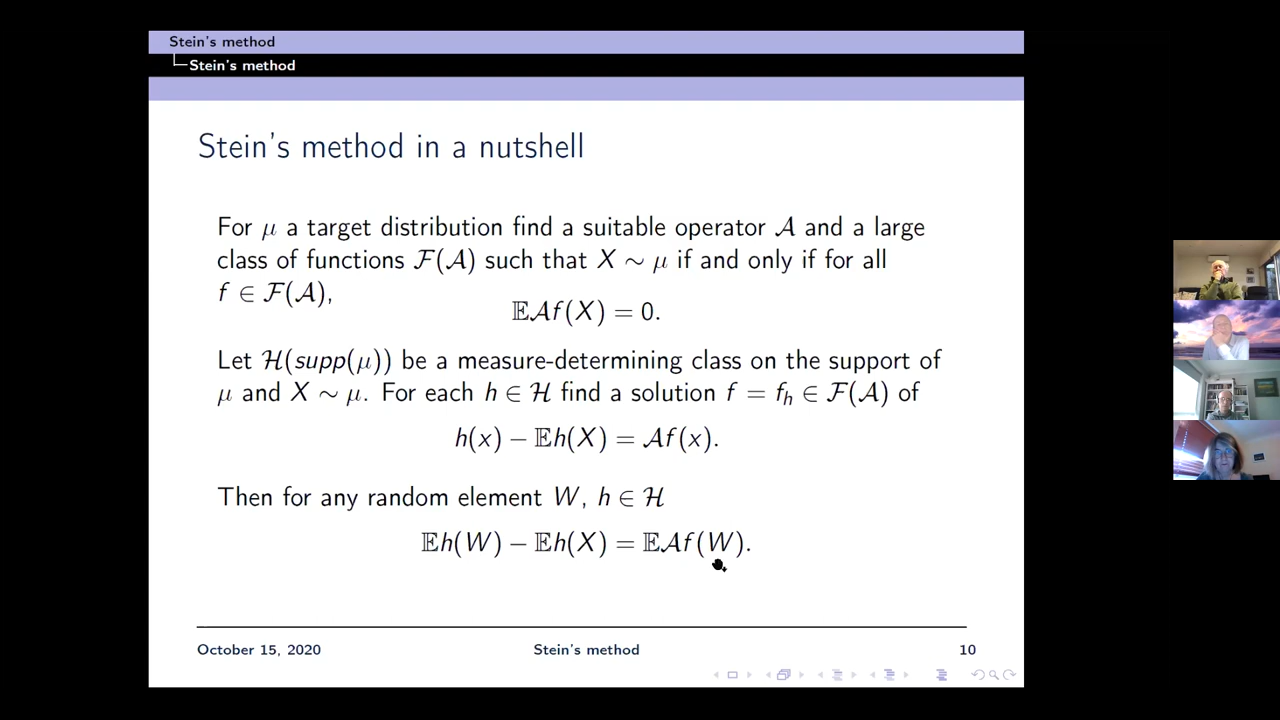 Stein's method
Stein's method
Stein's method in a nutshell
For μ a target distribution find a suitable operator 𝒜 and a large
class of functions ℱ(𝒜) such that X ∼ μ if and only if for all
f ∈ ℱ(𝒜),
𝔼𝒜f(X) = 0.
Let ℋ(supp(μ)) be a measure-determining class on the support of
μ and X ∼ μ. For each h ∈ ℋ find a solution f = fₕ ∈ ℱ(𝒜) of
h(x) − 𝔼h(X) = 𝒜f(x).
Then for any random element W, h ∈ ℋ
𝔼h(W) − 𝔼h(X) = 𝔼𝒜f(W).
October 15, 2020 Stein's method 10